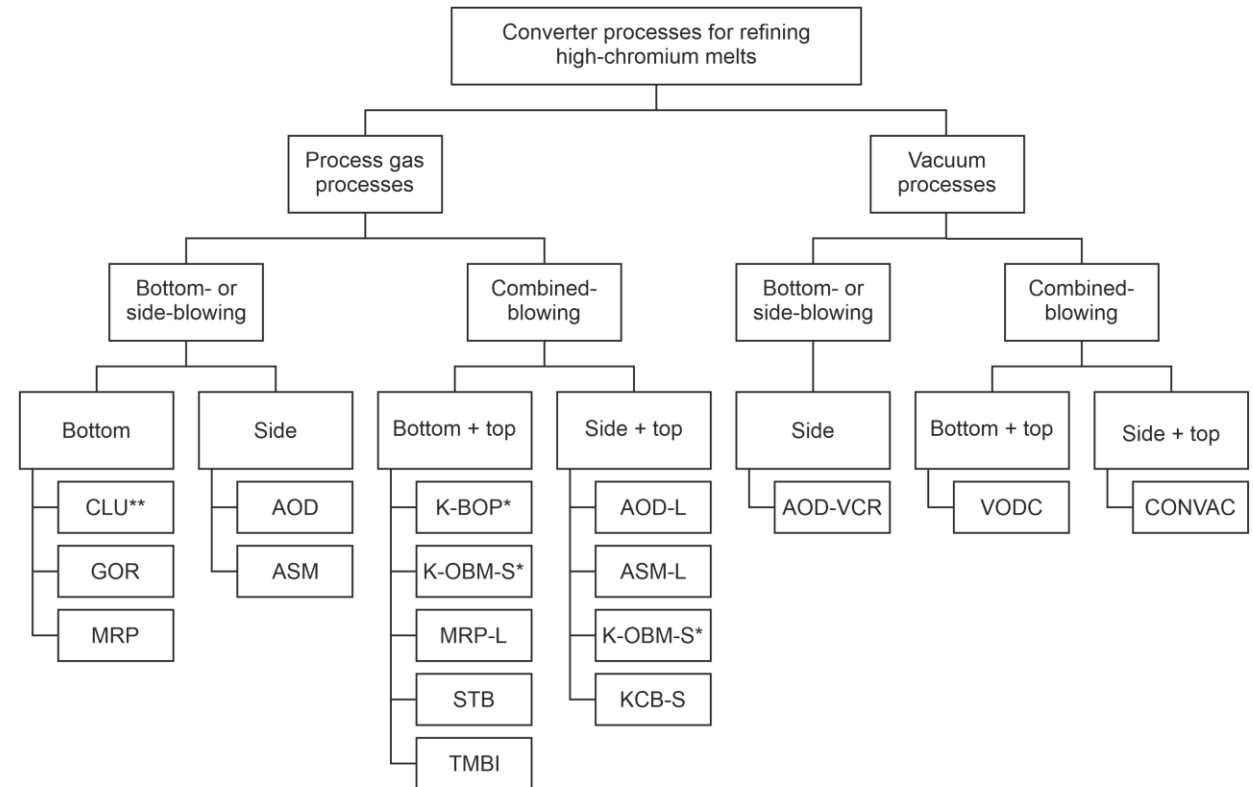 Converter processes for refining
high-chromium melts
Process gas
processes
Vacuum
processes
Bottom- or
side-blowing
Combined-
blowing
Bottom- or
side-blowing
Combined-
blowing
Bottom
Side
Bottom + top
Side + top
Side
Bottom + top
Side + top
CLU**
AOD
K-BOP*
AOD-L
AOD-VCR
VODC
CONVAC
GOR
ASM
K-OBM-S*
ASM-L
MRP
MRP-L
K-OBM-S*
STB
KCB-S
TMBI